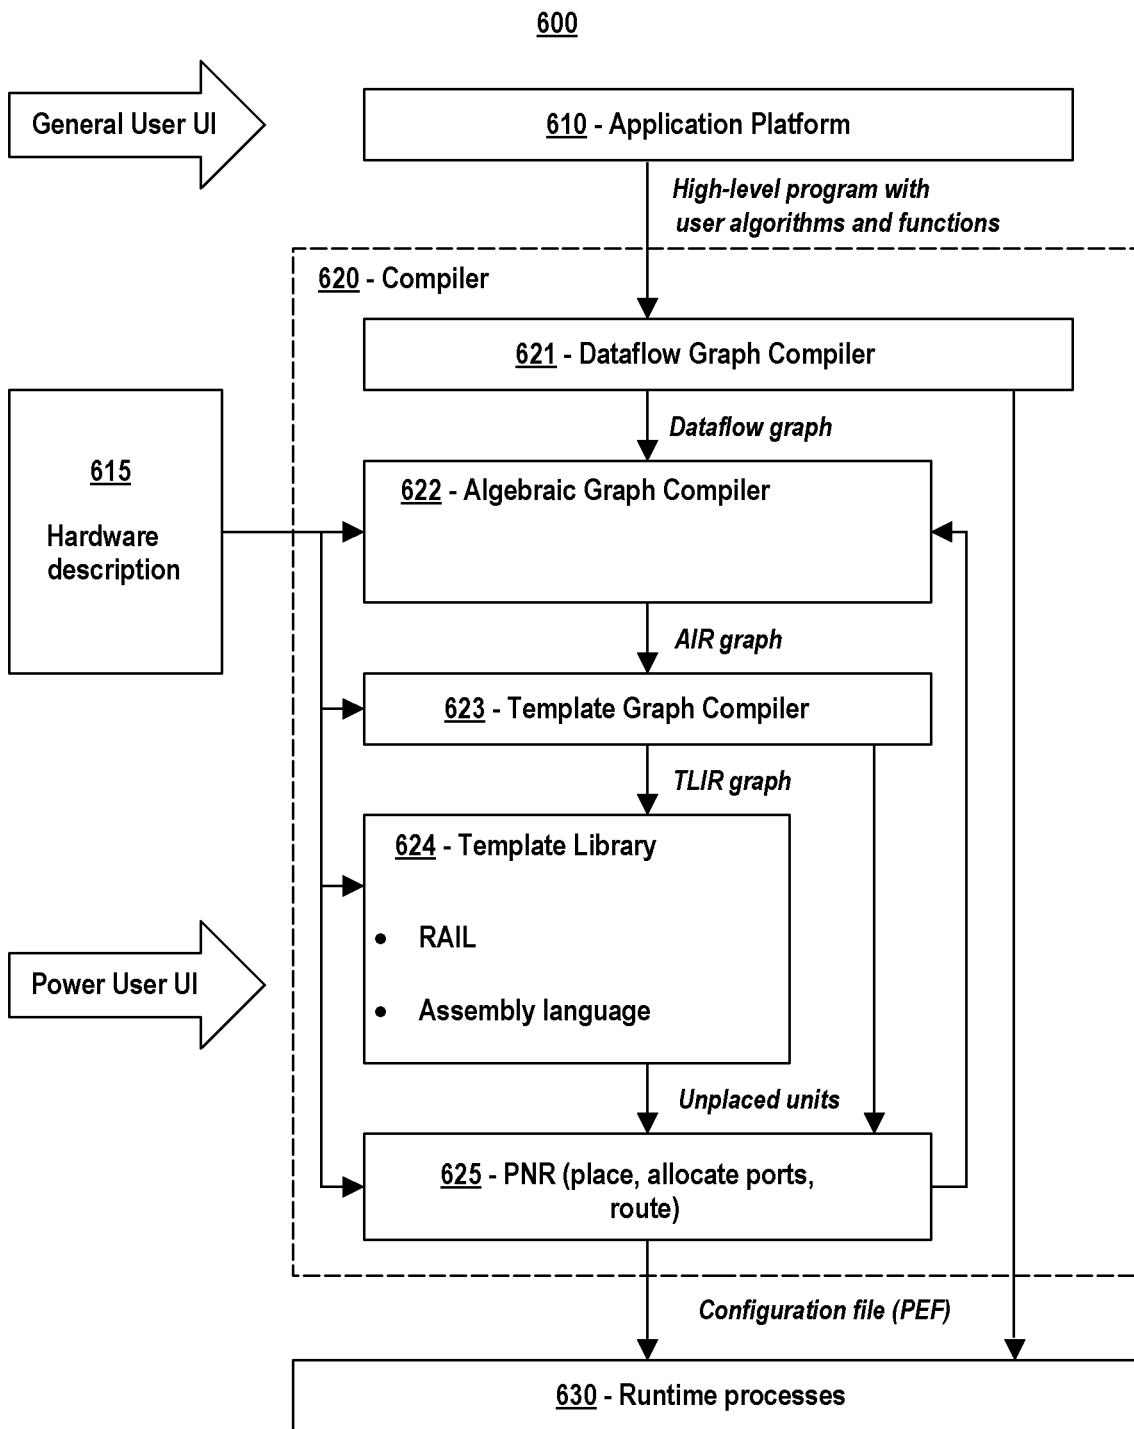 600
General User UI
610 - Application Platform
High-level program with
user algorithms and functions
620 - Compiler
621 - Dataflow Graph Compiler
Dataflow graph
615
Hardware
description
622 - Algebraic Graph Compiler
AIR graph
623 - Template Graph Compiler
TLIR graph
624 - Template Library
• RAIL
Power User UI
• Assembly language
Unplaced units
625 - PNR (place, allocate ports,
route)
Configuration file (PEF)
630 - Runtime processes